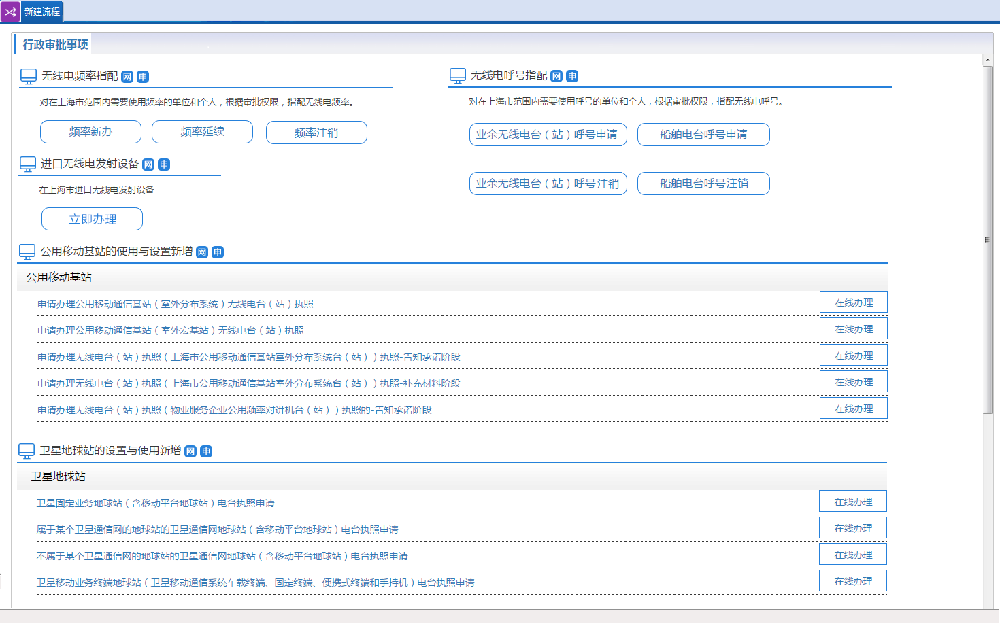 新建流程
行政审批事项
无线电频率指配 网 申
对在上海市范围内需要使用频率的单位和个人，根据审批权限，指配无线电频率。
频率新办 频率延续 频率注销
进口无线电发射设备 网 申
在上海市进口无线电发射设备
立即办理
无线电呼号指配 网 申
对在上海市范围内需要使用呼号的单位和个人，根据审批权限，指配无线电呼号。
业余无线电台（站）呼号申请 船舶电台呼号申请
业余无线电台（站）呼号注销 船舶电台呼号注销
公用移动基站的使用与设置新增 网 申
公用移动基站
申请办理公用移动通信基站（室外分布系统）无线电台（站）执照 在线办理
申请办理公用移动通信基站（室外宏基站）无线电台（站）执照 在线办理
申请办理无线电台（站）执照（上海市公用移动通信基站室外分布系统台（站））执照-告知承诺阶段 在线办理
申请办理无线电台（站）执照（上海市公用移动通信基站室外分布系统台（站））执照-补充材料阶段 在线办理
申请办理无线电台（站）执照（物业服务企业公用频率对讲机台（站））执照的-告知承诺阶段 在线办理
卫星地球站的设置与使用新增 网 申
卫星地球站
卫星固定业务地球站（含移动平台地球站）电台执照申请 在线办理
属于某个卫星通信网的地球站的卫星通信网地球站（含移动平台地球站）电台执照申请 在线办理
不属于某个卫星通信网的地球站的卫星通信网地球站（含移动平台地球站）电台执照申请 在线办理
卫星移动业务终端地球站（卫星移动通信系统车载终端、固定终端、便携式终端和手持机）电台执照申请 在线办理